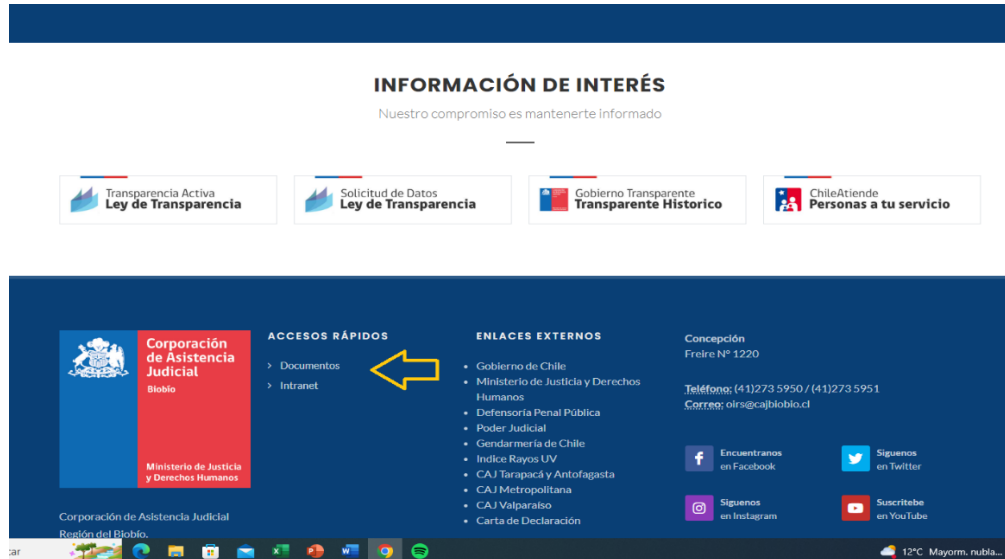 INFORMACIÓN DE INTERÉS
Nuestro compromiso es mantenerte informado
Transparencia Activa
Ley de Transparencia
Solicitud de Datos
Ley de Transparencia
Gobierno Transparente
Transparente Historico
ChileAtiende
Personas a tu servicio
Corporación
de Asistencia
Judicial
Biobío
Ministerio de Justicia
y Derechos Humanos
Corporación de Asistencia Judicial
Región del Biobío.
ACCESOS RÁPIDOS
> Documentos
> Intranet
ENLACES EXTERNOS
• Gobierno de Chile
• Ministerio de Justicia y Derechos
Humanos
• Defensoría Penal Pública
• Poder Judicial
• Gendarmería de Chile
• Indice Rayos UV
• CAJ Tarapacá y Antofagasta
• CAJ Metropolitana
• CAJ Valparaíso
• Carta de Declaración
Concepción
Freire Nº 1220
Teléfono: (41)273 5950 / (41)273 5951
Correo: oirs@cajbiobio.cl
Encuentranos
en Facebook
Siguenos
en Twitter
Siguenos
en Instagram
Suscritebe
en YouTube
car
12°C Mayorm. nubla...